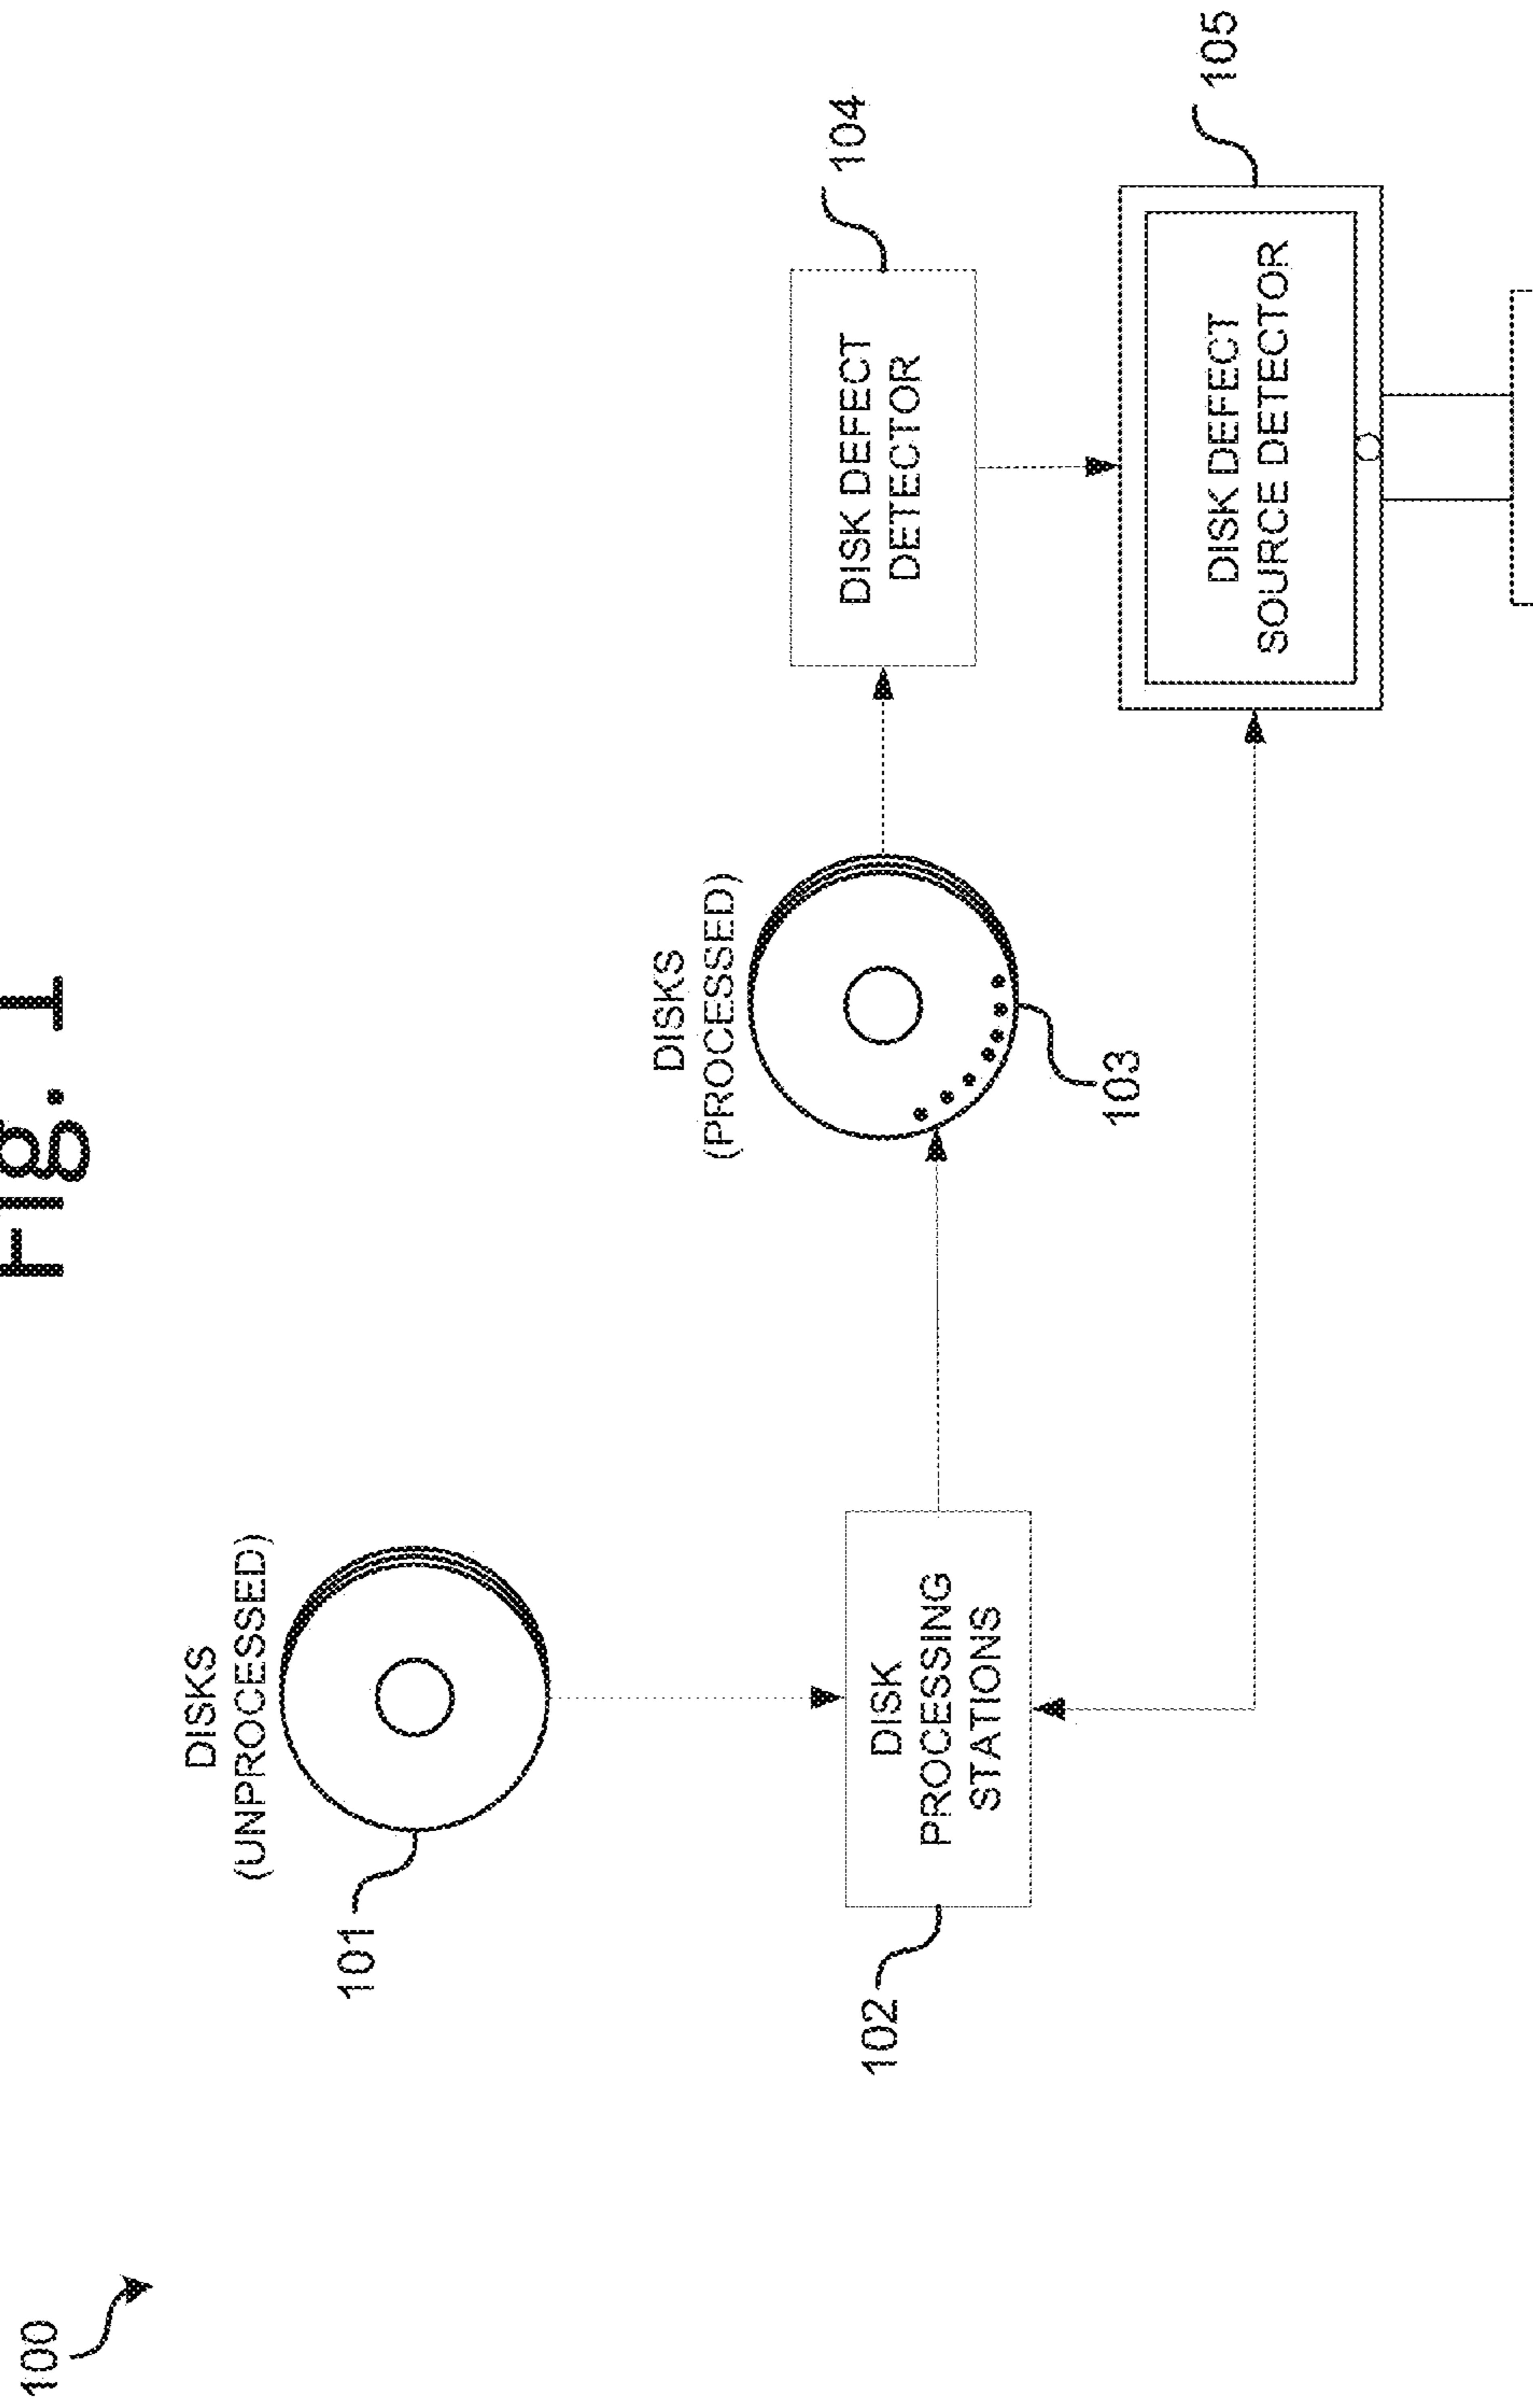 Fig. 1
100
DISKS
(UNPROCESSED)
101
DISK
PROCESSING
STATIONS
102
DISKS
(PROCESSED)
103
DISK DEFECT
DETECTOR
104
DISK DEFECT
SOURCE DETECTOR
105